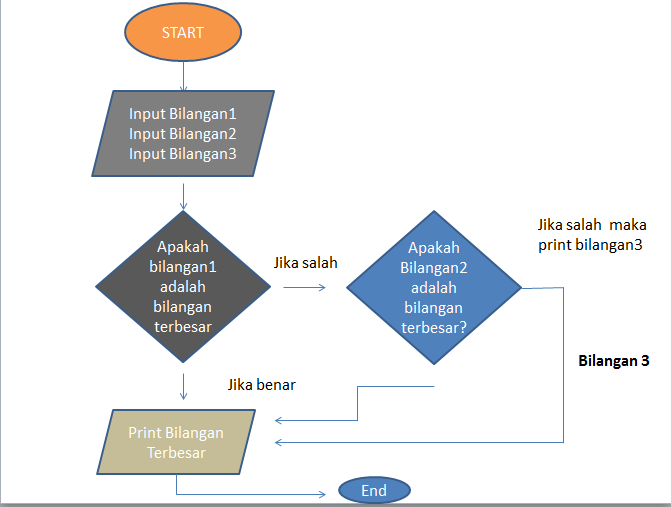 START
Input Bilangan1
Input Bilangan2
Input Bilangan3
Apakah
bilangan1
adalah
bilangan
terbesar
Jika salah
Apakah
Bilangan2
adalah
bilangan
terbesar?
Jika salah  maka
print bilangan3
Bilangan 3
Jika benar
Print Bilangan
Terbesar
End